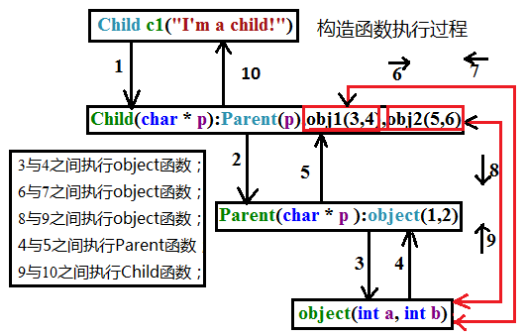 Child c1("I'm a child!")
构造函数执行过程
1
10
6
7
Child(char * p):Parent(p),obj1(3,4),obj2(5,6)
3与4之间执行object函数；
6与7之间执行object函数；
8与9之间执行object函数；
4与5之间执行Parent函数；
9与10之间执行Child函数；
2
5
8
Parent(char * p ):object(1,2)
9
3
4
object(int a, int b)